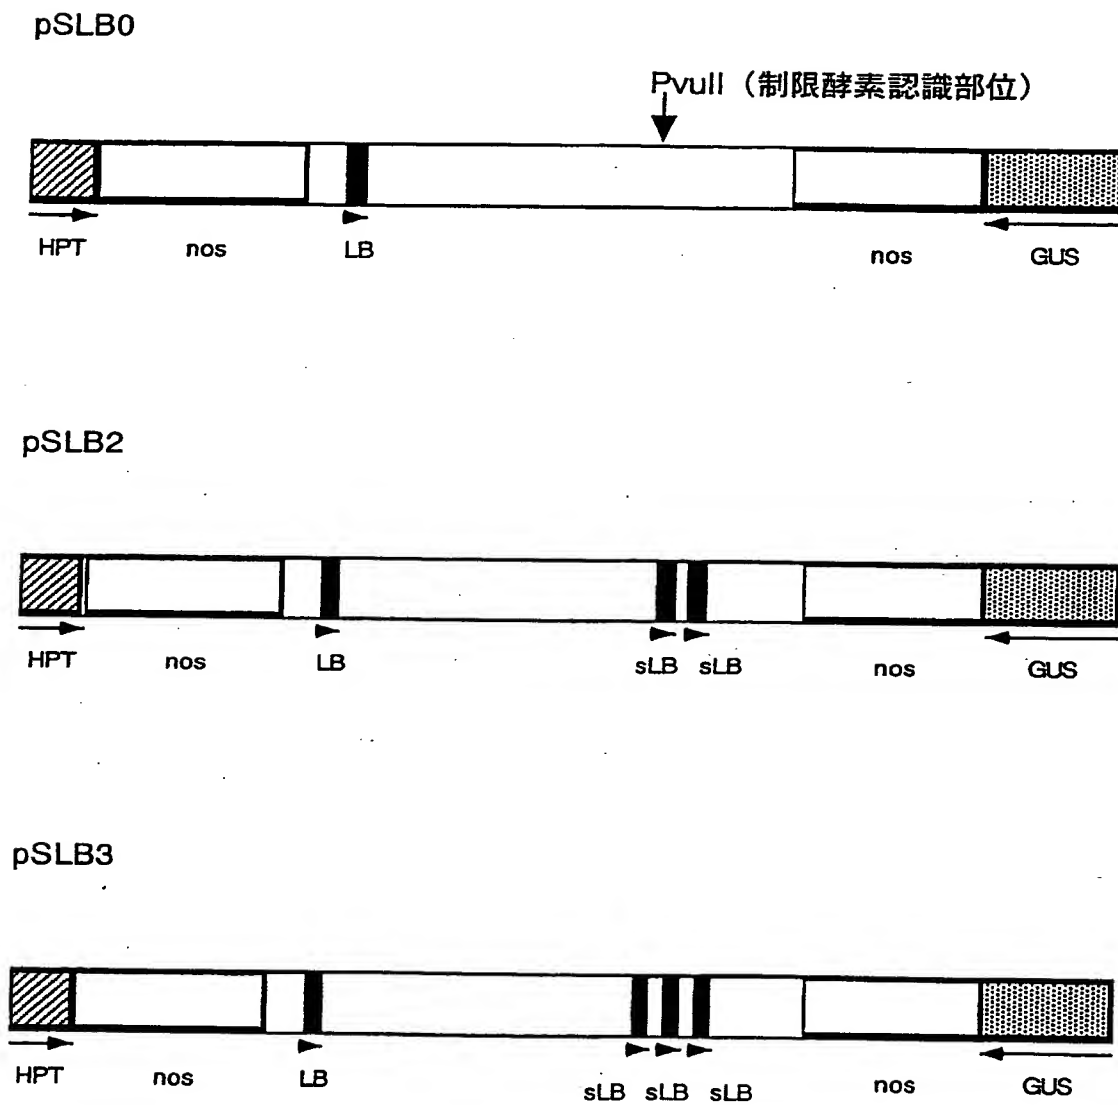 pSLB0
PvuII（制限酵素認識部位）
HPT nos LB nos GUS
pSLB2
HPT nos LB sLB sLB nos GUS
pSLB3
HPT nos LB sLB sLB sLB nos GUS